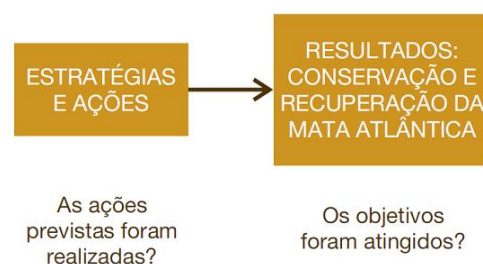 ESTRATÉGIAS
E AÇÕES
RESULTADOS:
CONSERVAÇÃO E
RECUPERAÇÃO DA
MATA ATLÂNTICA
As ações
previstas foram
realizadas?
Os objetivos
foram atingidos?